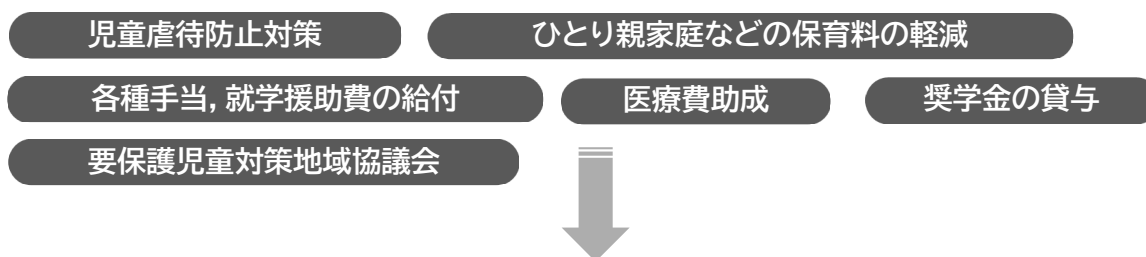 児童虐待防止対策
ひとり親家庭などの保育料の軽減
各種手当，就学援助費の給付
医療費助成
奨学金の貸与
要保護児童対策地域協議会